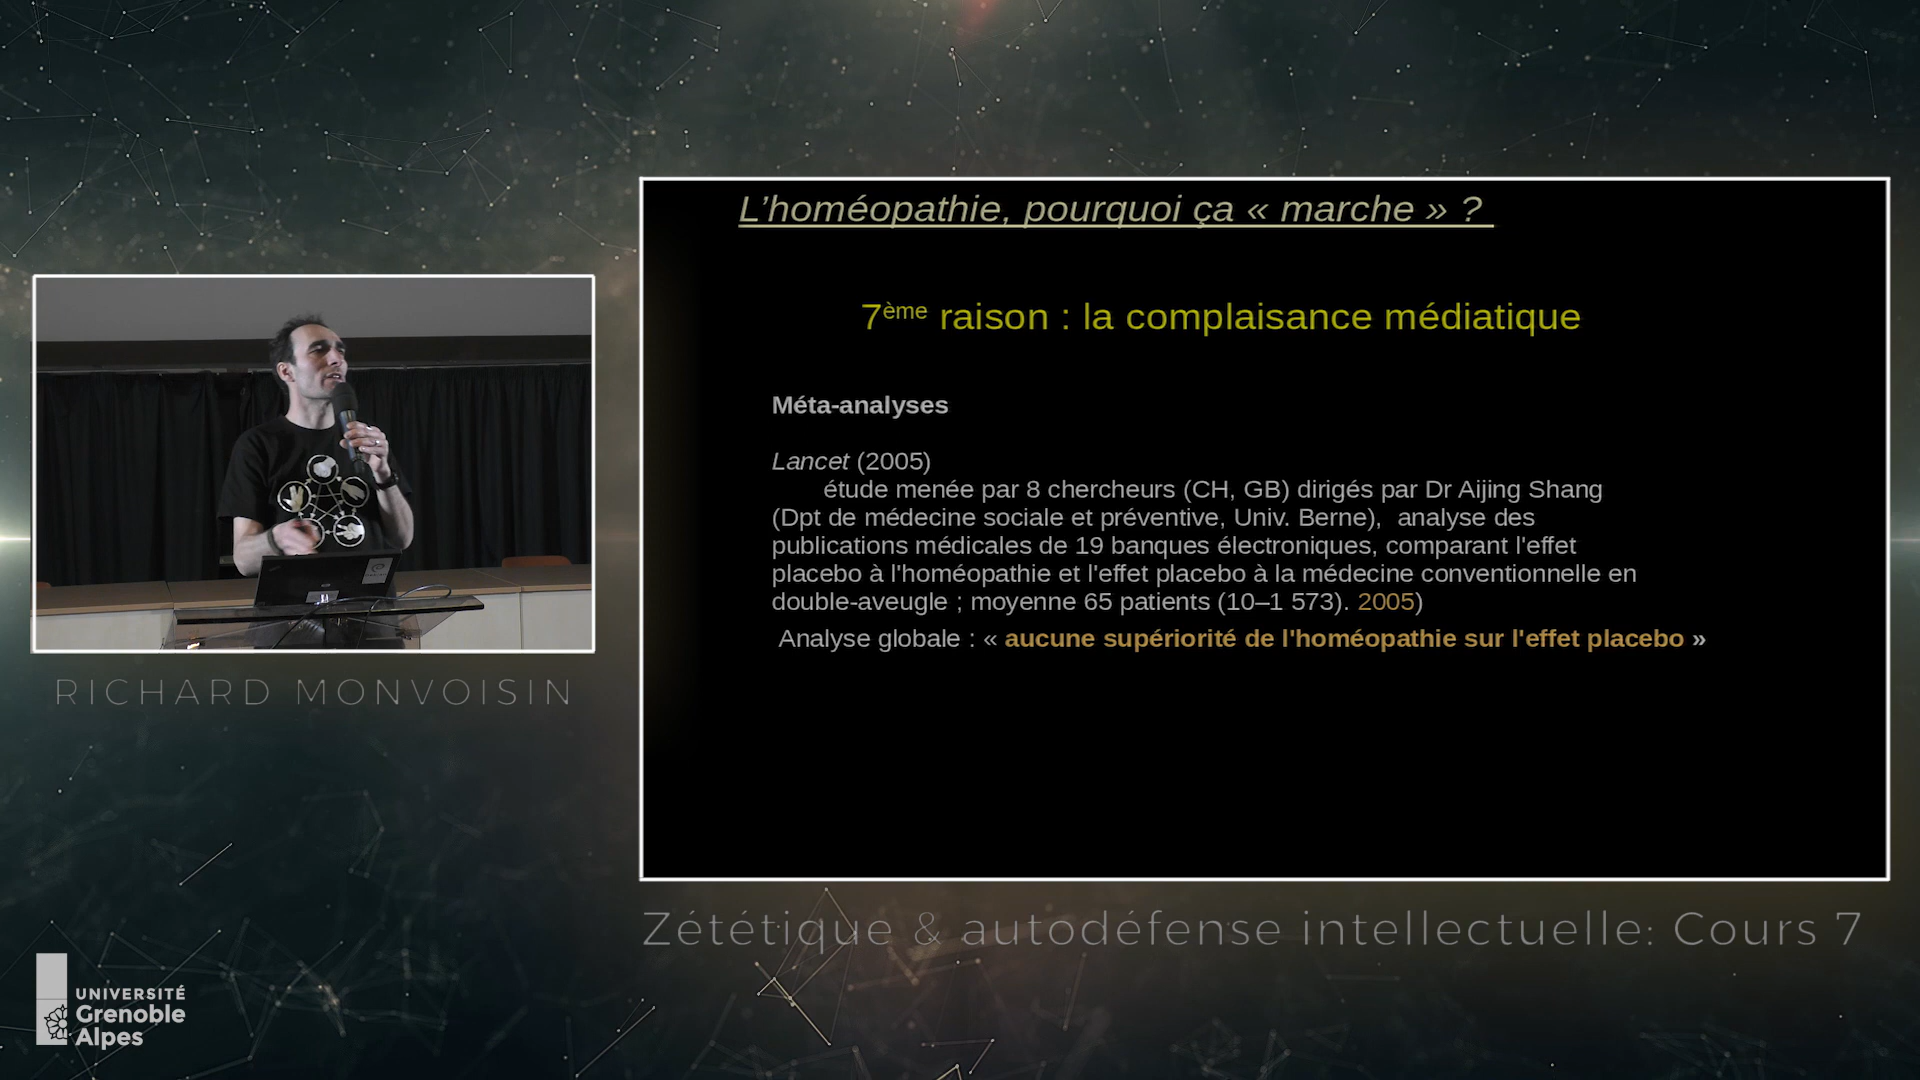 L’homéopathie, pourquoi ça « marche » ?
7ème raison : la complaisance médiatique
Méta-analyses
Lancet (2005)
étude menée par 8 chercheurs (CH, GB) dirigés par Dr Aijing Shang
(Dpt de médecine sociale et préventive, Univ. Berne), analyse des
publications médicales de 19 banques électroniques, comparant l'effet
placebo à l'homéopathie et l'effet placebo à la médecine conventionnelle en
double-aveugle ; moyenne 65 patients (10–1 573). 2005)
Analyse globale : « aucune supériorité de l'homéopathie sur l'effet placebo »
RICHARD MONVOISIN
Zététique & autodéfense intellectuelle: Cours 7
UNIVERSITÉ
Grenoble
Alpes